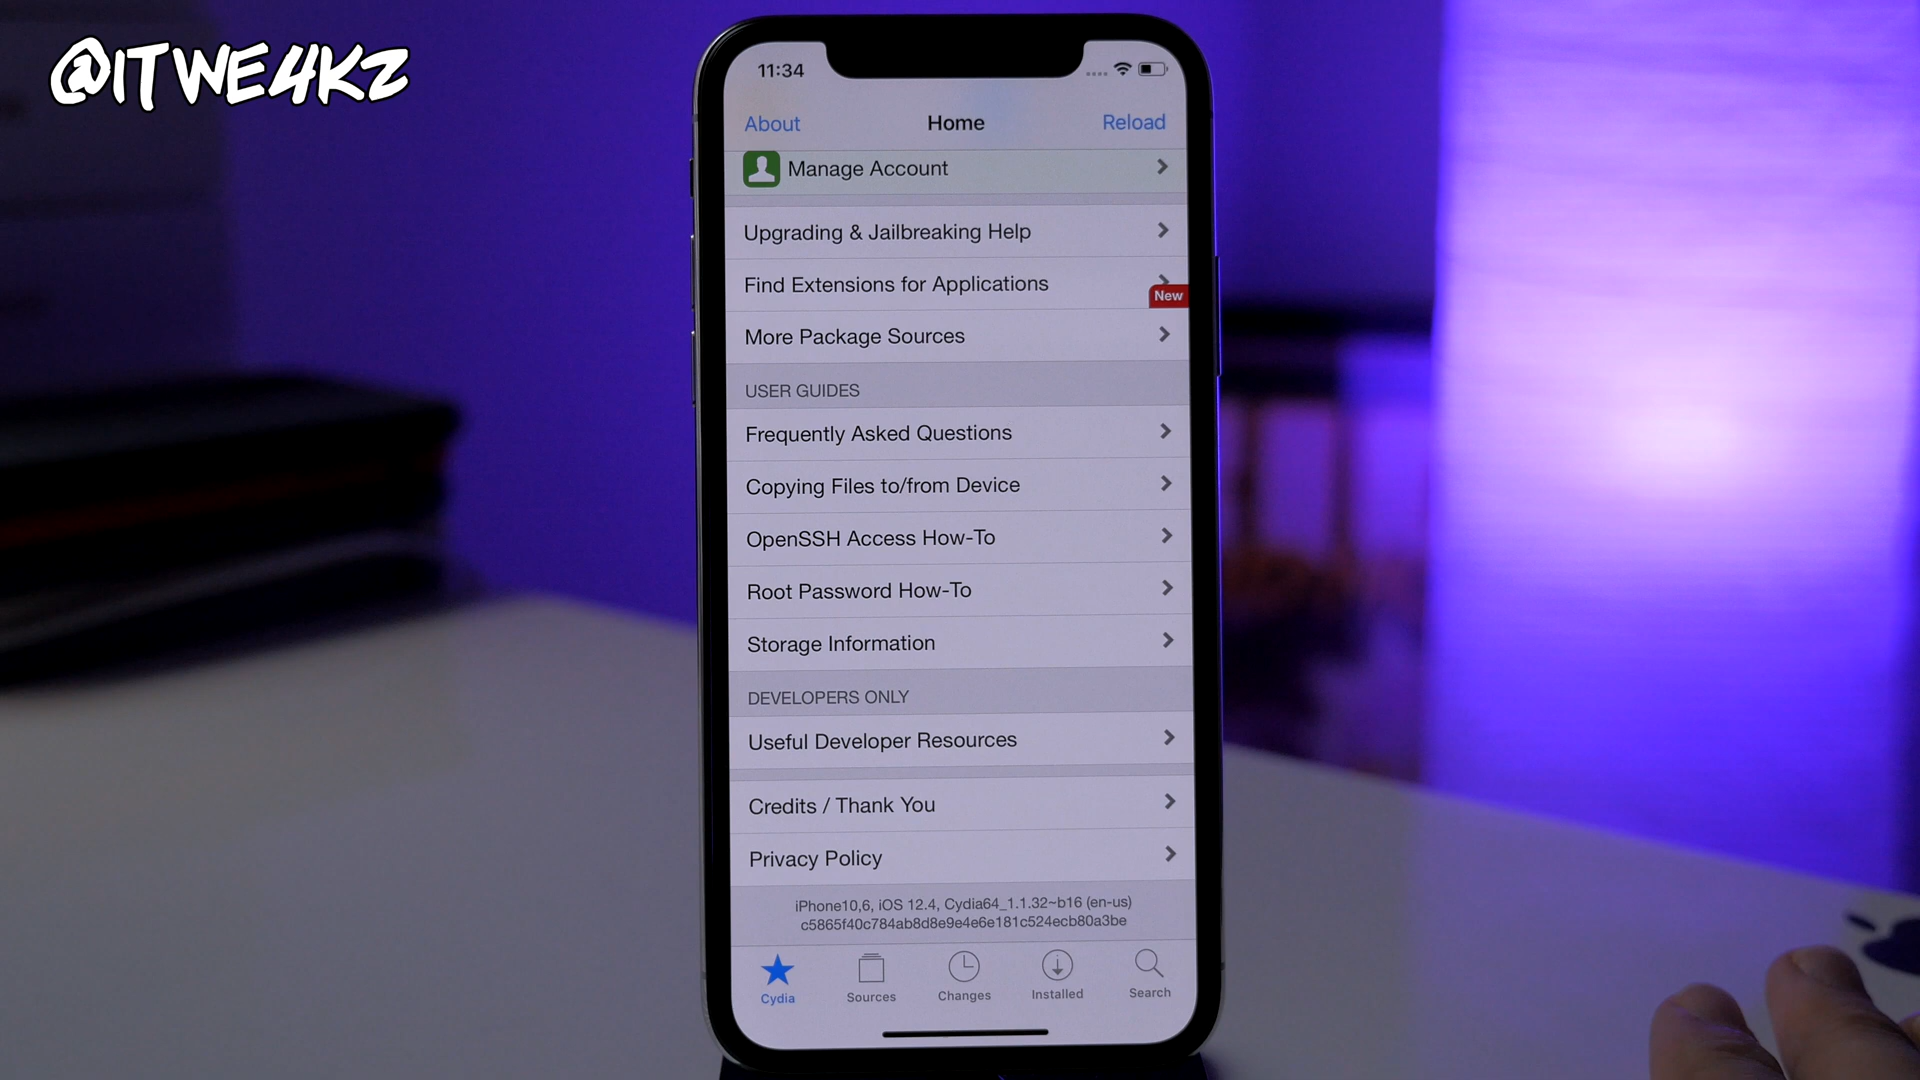 @iTWE4KZ
11:34
About Home Reload
Manage Account
Upgrading & Jailbreaking Help
Find Extensions for Applications
New
More Package Sources
USER GUIDES
Frequently Asked Questions
Copying Files to/from Device
OpenSSH Access How-To
Root Password How-To
Storage Information
DEVELOPERS ONLY
Useful Developer Resources
Credits / Thank You
Privacy Policy
iPhone10,6, iOS 12.4, Cydia64_1.1.32~b16 (en-us)
c5865f40c784ab8d8e9e4e6e181c524ecb80a3be
Cydia Sources Changes Installed Search